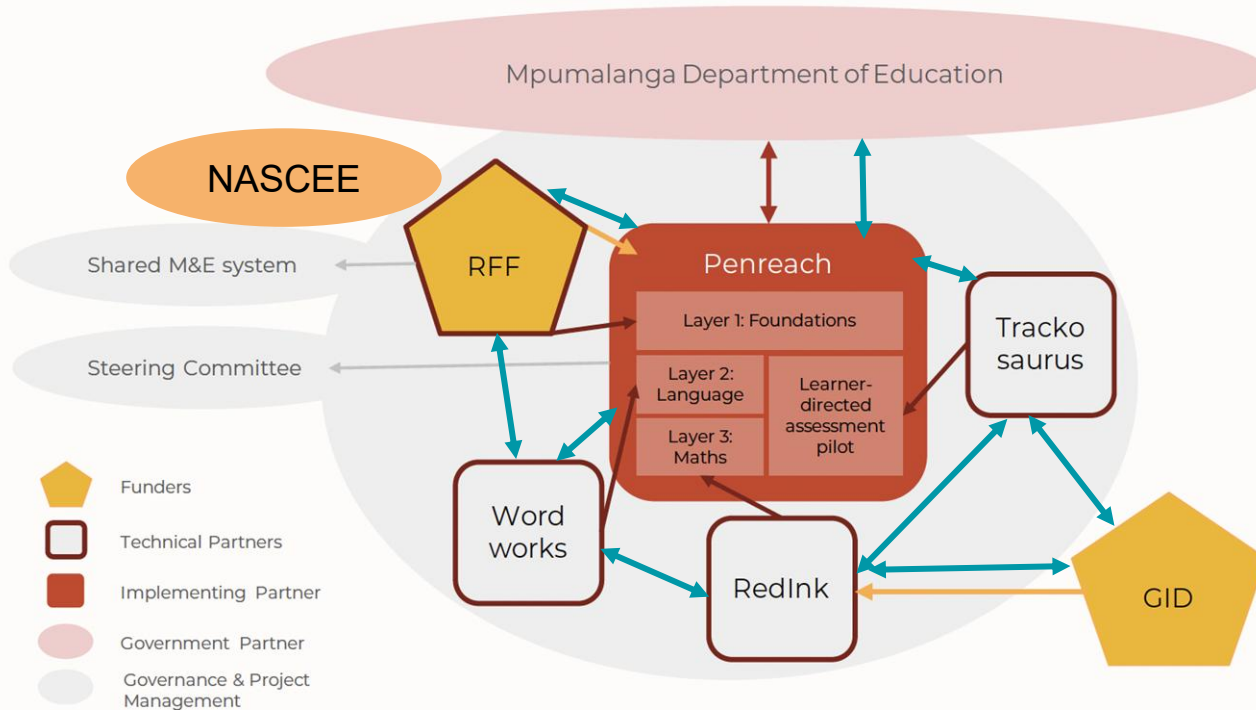 Mpumalanga Department of Education
NASCEE
RFF
Shared M&E system
Steering Committee
Penreach
Layer 1: Foundations
Layer 2:
Language
Layer 3:
Maths
Learner-
directed
assessment
pilot
Tracko
saurus
Word
works
RedInk
GID
Funders
Technical Partners
Implementing Partner
Government Partner
Governance & Project
Management